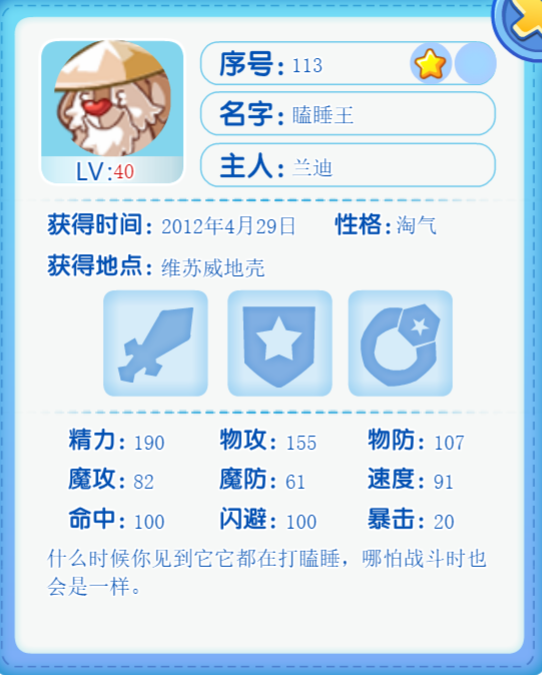 序号：113
名字：瞌睡王
LV:40
主人：兰迪
获得时间：2012年4月29日 性格：淘气
获得地点：维苏威地壳
精力：190 物攻：155 物防：107
魔攻：82 魔防：61 速度：91
命中：100 闪避：100 暴击：20
什么时候你见到它它都在打瞌睡，哪怕战斗时也
会是一样。